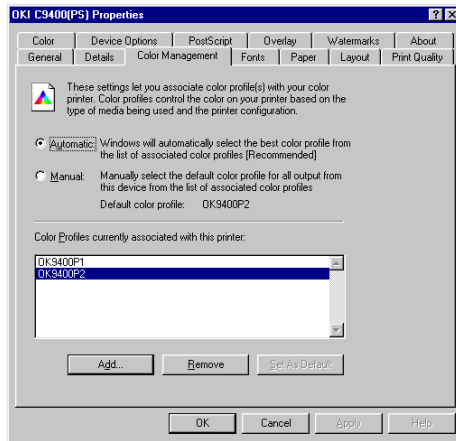 OKI C9400(PS) Properties
Color Device Options PostScript Overlay Watermarks About
General Details Color Management Fonts Paper Layout Print Quality
These settings let you associate color profile(s) with your color
printer. Color profiles control the color on your printer based on the
type of media being used and the printer configuration.
Automatic: Windows will automatically select the best color profile from
the list of associated color profiles [Recommended]
Manual: Manually select the default color profile for all output from
this device from the list of associated color profiles
Default color profile: OK9400P2
Color Profiles currently associated with this printer:
OK9400P1
OK9400P2
Add... Remove Set As Default
OK Cancel Apply Help